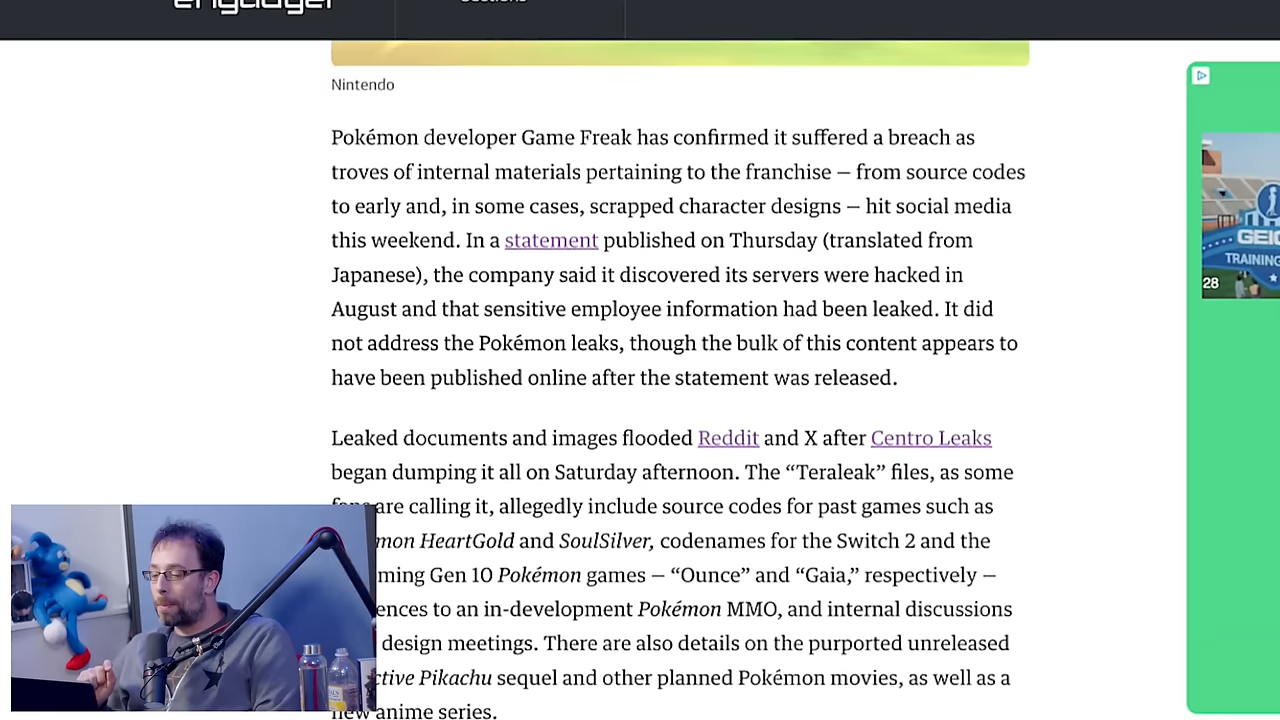 engadget
Sections
Nintendo
Pokémon developer Game Freak has confirmed it suffered a breach as
troves of internal materials pertaining to the franchise — from source codes
to early and, in some cases, scrapped character designs — hit social media
this weekend. In a statement published on Thursday (translated from
Japanese), the company said it discovered its servers were hacked in
August and that sensitive employee information had been leaked. It did
not address the Pokémon leaks, though the bulk of this content appears to
have been published online after the statement was released.
Leaked documents and images flooded Reddit and X after Centro Leaks
began dumping it all on Saturday afternoon. The “Teraleak” files, as some
fans are calling it, allegedly include source codes for past games such as
mon HeartGold and SoulSilver, codenames for the Switch 2 and the
ming Gen 10 Pokémon games — “Ounce” and “Gaia,” respectively —
ences to an in-development Pokémon MMO, and internal discussions
design meetings. There are also details on the purported unreleased
ctive Pikachu sequel and other planned Pokémon movies, as well as a
new anime series.
GEIC
TRAINING
28